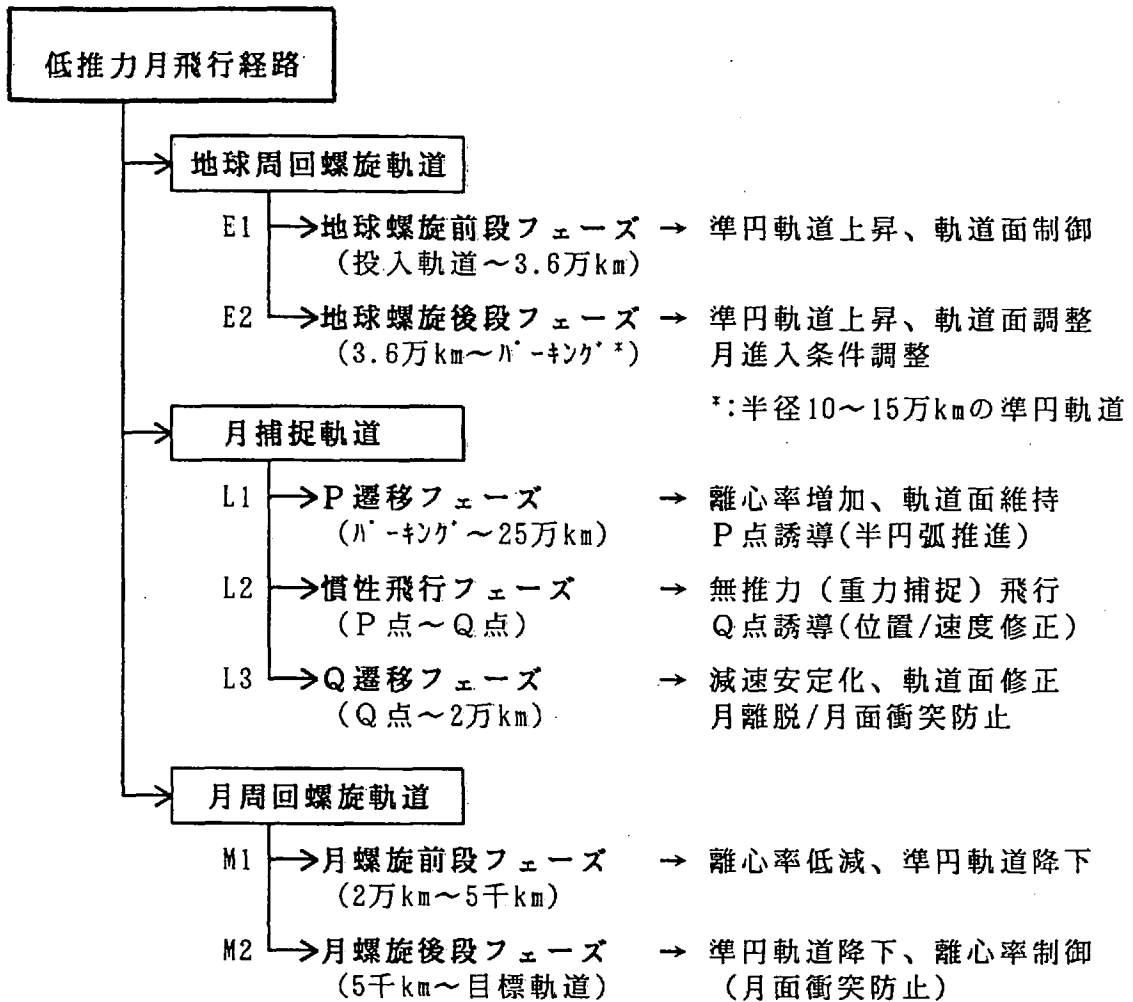 低推力月飛行経路
地球周回螺旋軌道
E1 地球螺旋前段フェーズ → 準円軌道上昇、軌道面制御
(投入軌道～3.6万km)
E2 地球螺旋後段フェーズ → 準円軌道上昇、軌道面調整
(3.6万km～ﾊﾟｰｷﾝｸﾞ*) 月進入条件調整
*:半径10～15万kmの準円軌道
月捕捉軌道
L1 P遷移フェーズ → 離心率増加、軌道面維持
(ﾊﾟｰｷﾝｸﾞ～25万km) P点誘導(半円弧推進)
L2 慣性飛行フェーズ → 無推力（重力捕捉）飛行
(P点～Q点) Q点誘導(位置/速度修正)
L3 Q遷移フェーズ → 減速安定化、軌道面修正
(Q点～2万km) 月離脱/月面衝突防止
月周回螺旋軌道
M1 月螺旋前段フェーズ → 離心率低減、準円軌道降下
(2万km～5千km)
M2 月螺旋後段フェーズ → 準円軌道降下、離心率制御
(5千km～目標軌道) (月面衝突防止)